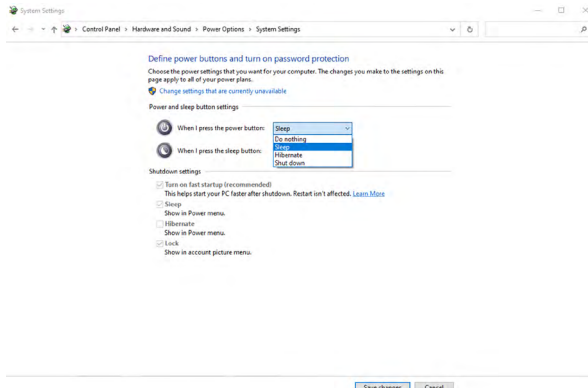 System Settings
Control Panel > Hardware and Sound > Power Options > System Settings
Define power buttons and turn on password protection
Choose the power settings that you want for your computer. The changes you make to the settings on this
page apply to all of your power plans.
Change settings that are currently unavailable
Power and sleep button settings
When I press the power button: Sleep
Do nothing
Sleep
When I press the sleep button:
Hibernate
Shut down
Shutdown settings
Turn on fast startup (recommended)
This helps start your PC faster after shutdown. Restart isn't affected. Learn More
Sleep
Show in Power menu.
Hibernate
Show in Power menu.
Lock
Show in account picture menu.
Save changes Cancel